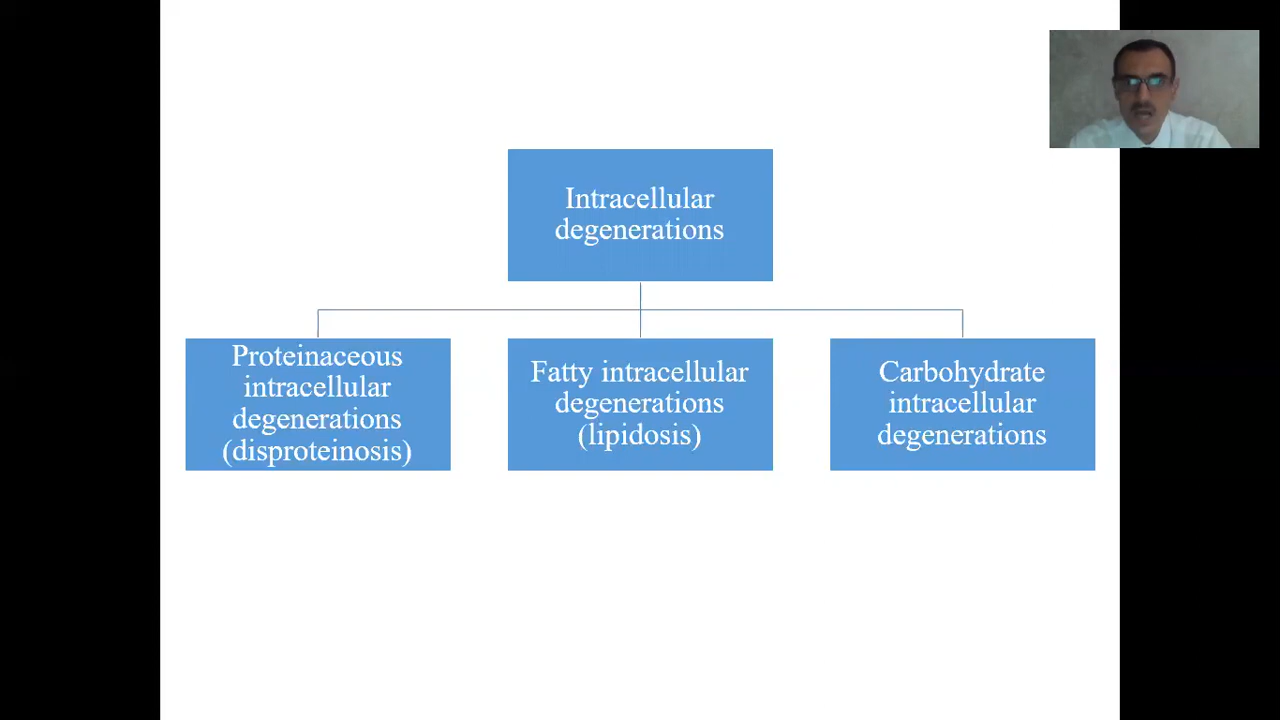 Intracellular
degenerations
Proteinaceous
intracellular
degenerations
(disproteinosis)
Fatty intracellular
degenerations
(lipidosis)
Carbohydrate
intracellular
degenerations